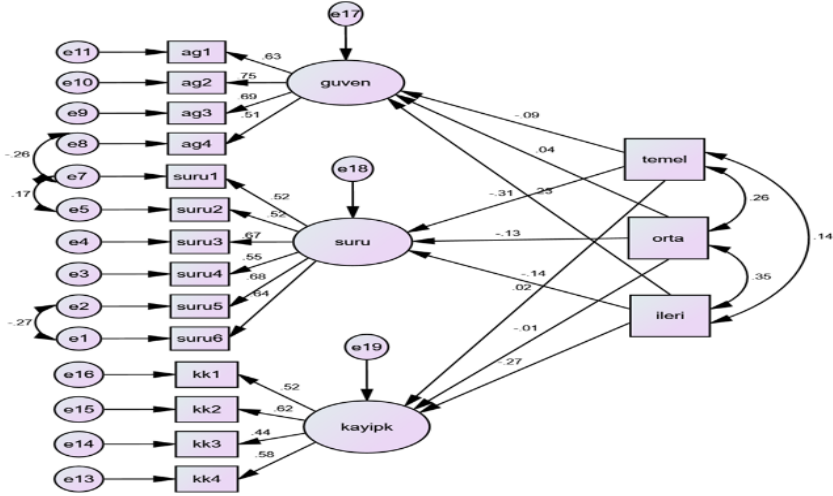 e17
e11
ag1
.63
guven
e10
ag2
.75
e9
ag3
.69
-.09
.51
e8
ag4
.04
temel
-.26
e7
suru1
e18
.52
-.31
.23
.26
.17
e5
suru2
.52
e4
suru3
.67
suru
-.13
orta
.14
e3
suru4
.55
-.14
.35
.68
.02
e2
suru5
.64
ileri
-.27
e1
suru6
-.01
e19
e16
kk1
.52
-.27
e15
kk2
.62
kayipk
e14
kk3
.44
.58
e13
kk4